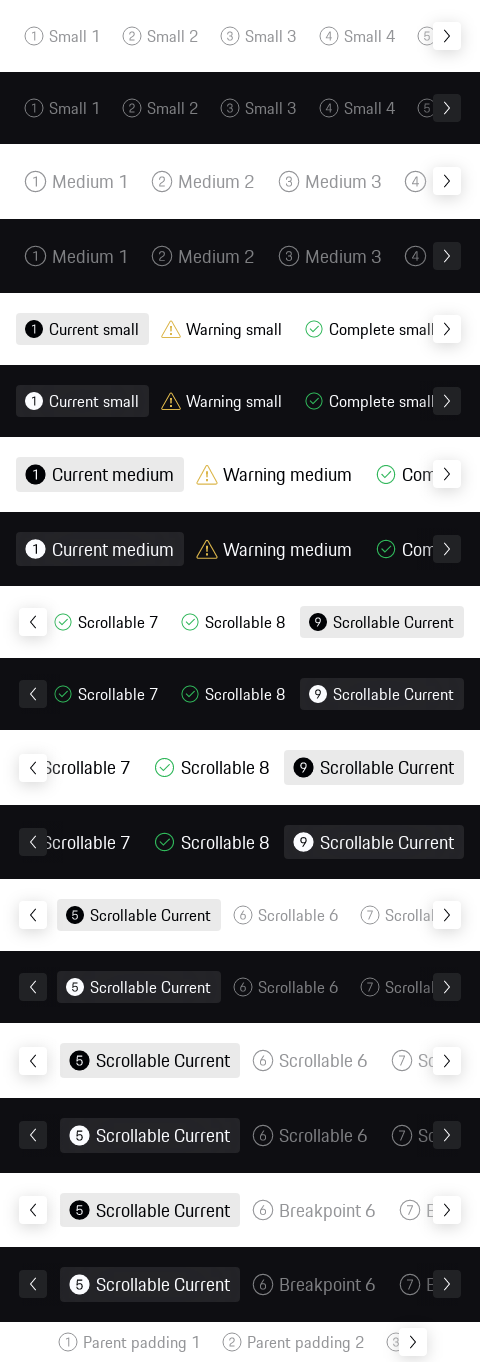 1 Small 1 2 Small 2 3 Small 3 4 Small 4 5
1 Small 1 2 Small 2 3 Small 3 4 Small 4 5
1 Medium 1 2 Medium 2 3 Medium 3 4
1 Medium 1 2 Medium 2 3 Medium 3 4
1 Current small Warning small Complete small
1 Current small Warning small Complete small
1 Current medium Warning medium Com
1 Current medium Warning medium Com
Scrollable 7 Scrollable 8 9 Scrollable Current
Scrollable 7 Scrollable 8 9 Scrollable Current
Scrollable 7 Scrollable 8 9 Scrollable Current
Scrollable 7 Scrollable 8 9 Scrollable Current
5 Scrollable Current 6 Scrollable 6 7 Scrolla
5 Scrollable Current 6 Scrollable 6 7 Scrolla
5 Scrollable Current 6 Scrollable 6 7 Sc
5 Scrollable Current 6 Scrollable 6 7 Sc
5 Scrollable Current 6 Breakpoint 6 7 B
5 Scrollable Current 6 Breakpoint 6 7 B
1 Parent padding 1 2 Parent padding 2 3